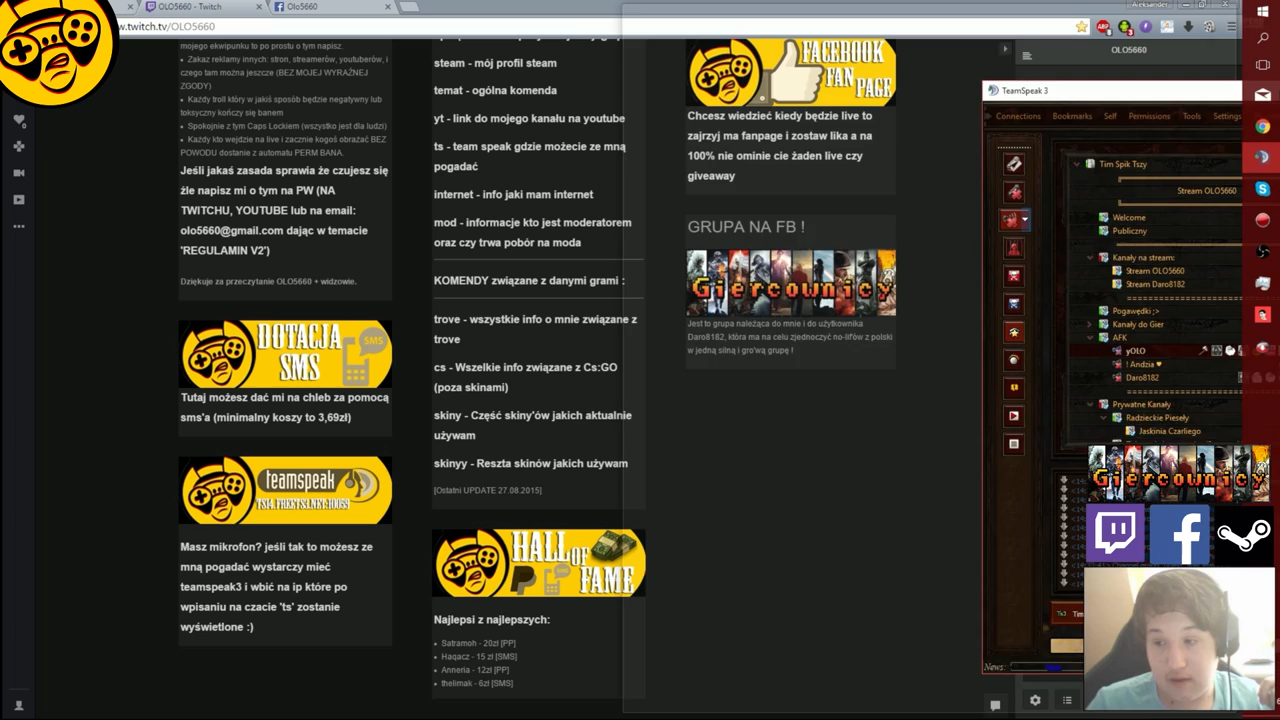 OLO5660 - Twitch
Olo5660
Aleksander
w.twitch.tv/OLO5660
mojego ekwipunku to po prostu o tym napisz.
Zakaz reklamy innych: stron, streamerów, youtuberów, i
czego tam można jeszcze (BEZ MOJEJ WYRAŹNEJ
ZGODY)
Każdy troll który w jakiś sposób będzie negatywny lub
toksyczny kończy się banem
Spokojnie z tym Caps Lockiem (wszystko jest dla ludzi)
Każdy kto wejdzie na live i zacznie kogoś obrażać BEZ
POWODU dostanie z automatu PERM BANA.
Jeśli jakaś zasada sprawia że czujesz się
źle napisz mi o tym na PW (NA
TWITCHU, YOUTUBE lub na email:
olo5660@gmail.com dając w temacie
'REGULAMIN V2')
Dziękuje za przeczytanie OLO5660 + widzowie.
DOTACJA
SMS
SMS
Tutaj możesz dać mi na chleb za pomocą
sms'a (minimalny koszy to 3,69zł)
teamspeak
TS14.FREETS3.NET:10059
Masz mikrofon? jeśli tak to możesz ze
mną pogadać wystarczy mieć
teamspeak3 i wbić na ip które po
wpisaniu na czacie 'ts' zostanie
wyświetlone :)
steam - mój profil steam
temat - ogólna komenda
yt - link do mojego kanału na youtube
ts - team speak gdzie możecie ze mną
pogadać
internet - info jaki mam internet
mod - informacje kto jest moderatorem
oraz czy trwa pobór na moda
KOMENDY związane z danymi grami :
trove - wszystkie info o mnie związane z
trove
cs - Wszelkie info związane z Cs:GO
(poza skinami)
skiny - Część skiny'ów jakich aktualnie
używam
skinyy - Reszta skinów jakich używam
[Ostatni UPDATE 27.08.2015]
HALL OF
FAME
Najlepsi z najlepszych:
Satramoh - 20zł [PP]
Haqacz - 15 zł [SMS]
Anneria - 12zł [PP]
thelimak - 6zł [SMS]
FACEBOOK
FAN
PAGE
Chcesz wiedzieć kiedy będzie live to
zajrzyj ma fanpage i zostaw lika a na
100% nie ominie cie żaden live czy
giveaway
GRUPA NA FB !
Giercownicy
Jest to grupa należąca do mnie i do użytkownika
Daro8182, która ma na celu zjednoczyć no-lifów z polski
w jedną silną i gro'wą grupę !
OLO5660
TeamSpeak 3
Connections Bookmarks Self Permissions Tools Settings
Tim Spik Tszy
Stream OLO5660
Welcome
Publiczny
Kanały na stream:
Stream OLO5660
Stream Daro8182
Pogawędki ;>
Kanały do Gier
AFK
yOLO
! Andzia ♥
Daro8182
Prywatne Kanały
Radzieckie Pieseły
Jaskinia Czarliego
Giercownicy
Tim
News: